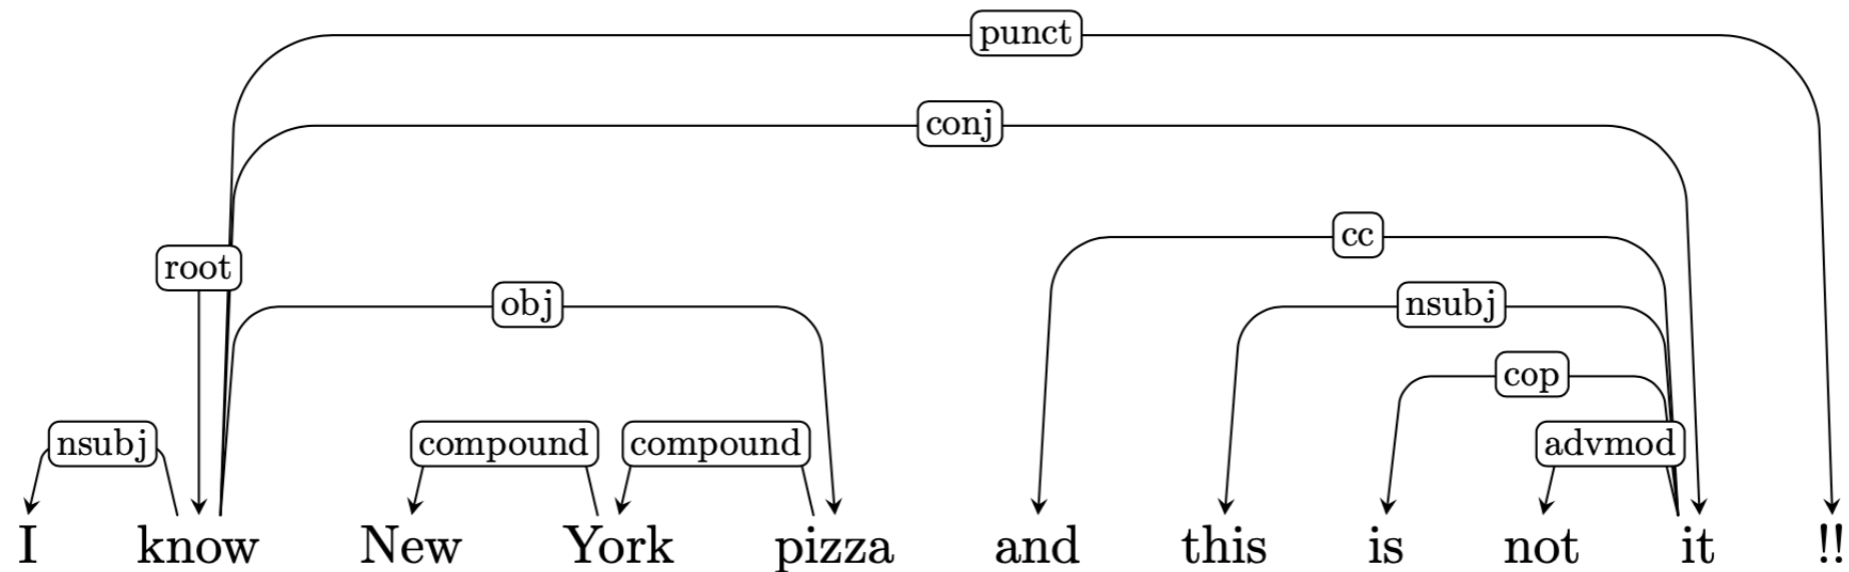 punct
conj
cc
root
obj
nsubj
cop
nsubj compound compound advmod
I know New York pizza and this is not it !!